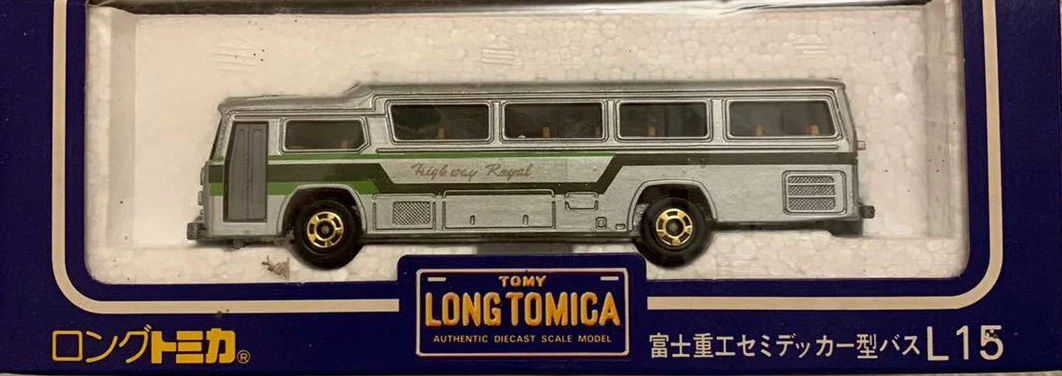 Highway Royal
TOMY
LONG TOMICA
AUTHENTIC DIECAST SCALE MODEL
ロングトミカ®
富士重工セミデッカー型バス L15